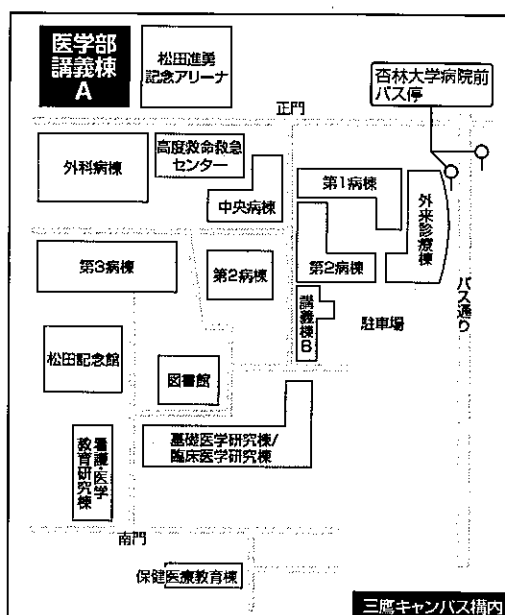 医学部
講義棟
A
松田進勇
記念アリーナ
杏林大学病院前
バス停
正門
外科病棟
高度救命救急
センター
中央病棟
第1病棟
外来診療棟
第3病棟
第2病棟
第2病棟
バス通り
講義棟B
駐車場
松田記念館
図書館
看護・医学
教育研究棟
基礎医学研究棟/
臨床医学研究棟
南門
保健医療教育棟
三鷹キャンパス構内